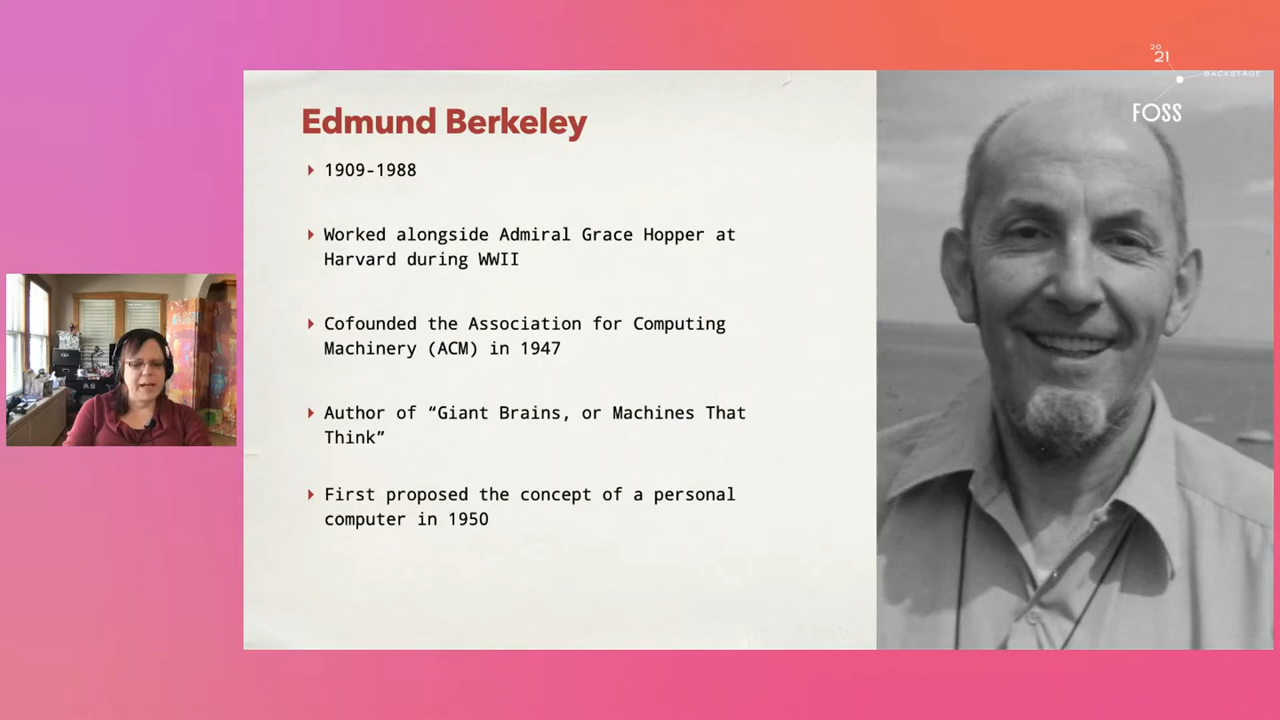 20
21
BACKSTAGE
FOSS
Edmund Berkeley
1909-1988
Worked alongside Admiral Grace Hopper at
Harvard during WWII
Cofounded the Association for Computing
Machinery (ACM) in 1947
Author of “Giant Brains, or Machines That
Think”
First proposed the concept of a personal
computer in 1950